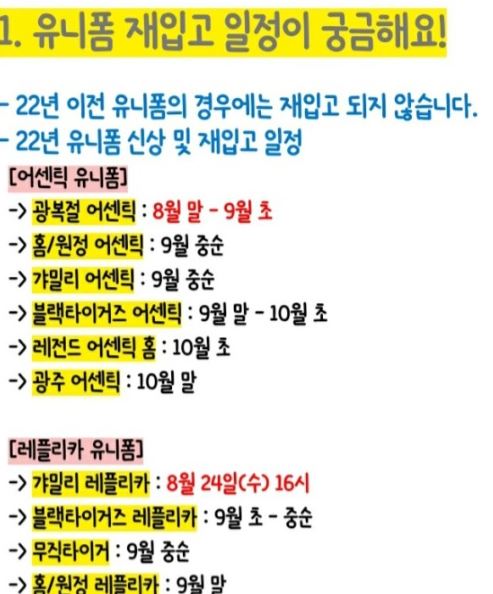 1. 유니폼 재입고 일정이 궁금해요!
- 22년 이전 유니폼의 경우에는 재입고 되지 않습니다.
- 22년 유니폼 신상 및 재입고 일정
[어센틱 유니폼]
-> 광복절 어센틱 : 8월 말 - 9월 초
-> 홈/원정 어센틱 : 9월 중순
-> 갸밀리 어센틱 : 9월 중순
-> 블랙타이거즈 어센틱 : 9월 말 - 10월 초
-> 레전드 어센틱 홈 : 10월 초
-> 광주 어센틱 : 10월 말
[레플리카 유니폼]
-> 갸밀리 레플리카 : 8월 24일(수) 16시
-> 블랙타이거즈 레플리카 : 9월 초 - 중순
-> 무직타이거 : 9월 중순
-> 홈/원정 레플리카 : 9월 말